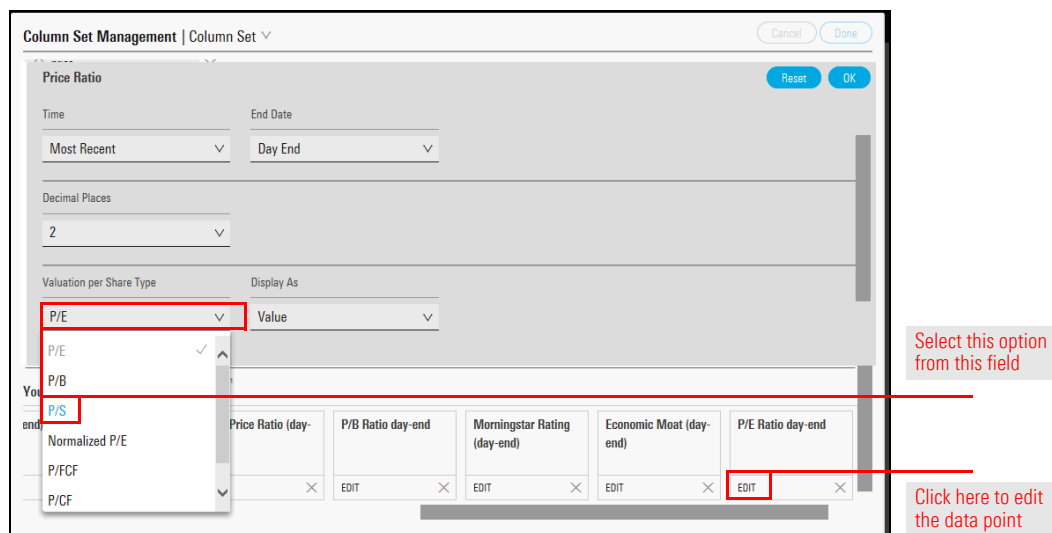 Column Set Management | Column Set
Cancel
Done
Price Ratio
Reset
OK
Time
End Date
Most Recent
Day End
Decimal Places
2
Valuation per Share Type
Display As
P/E
Value
P/E
P/B
P/S
Normalized P/E
P/FCF
P/CF
You
end)
Price Ratio (day-
P/B Ratio day-end
EDIT
Morningstar Rating
(day-end)
EDIT
Economic Moat (day-
end)
EDIT
P/E Ratio day-end
EDIT
Select this option
from this field
Click here to edit
the data point